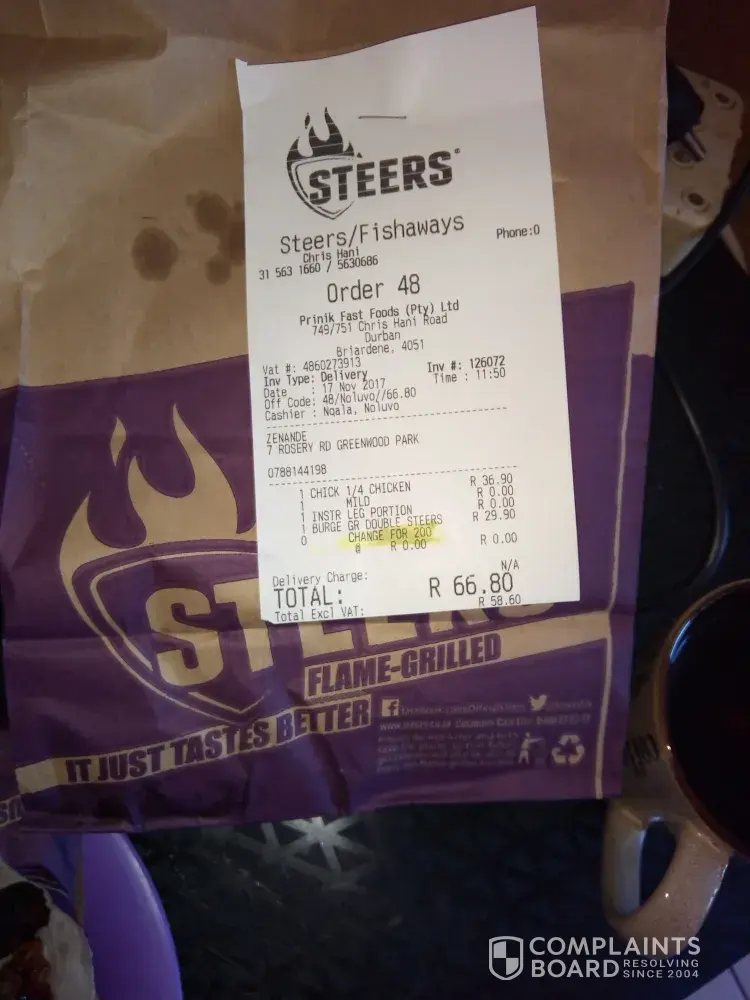 STEERS
Steers/Fishaways
Chris Hani
Phone:0
31 563 1660 / 5630686
Order 48
Prinik Fast Foods (Pty) Ltd
749/751 Chris Hani Road
Durban
Briardene, 4051
Vat #: 4860273913
Inv Type: Delivery Inv #: 126072
Date : 17 Nov 2017 Time : 11:50
Off Code: 48/Noluvo//66.80
Cashier : Nqala, Noluvo
ZENANDE
7 ROSERY RD GREENWOOD PARK
0788144198
1 CHICK 1/4 CHICKEN R 36.90
1 MILD R 0.00
1 INSTR LEG PORTION R 0.00
1 BURGE GR DOUBLE STEERS R 29.90
0 CHANGE FOR 200 R 0.00
# R 0.00
Delivery Charge: N/A
TOTAL: R 66.80
Total Excl VAT: R 58.60
STEERS
FLAME-GRILLED
IT JUST TASTES BETTER
COMPLAINTS
BOARD RESOLVING
SINCE 2004